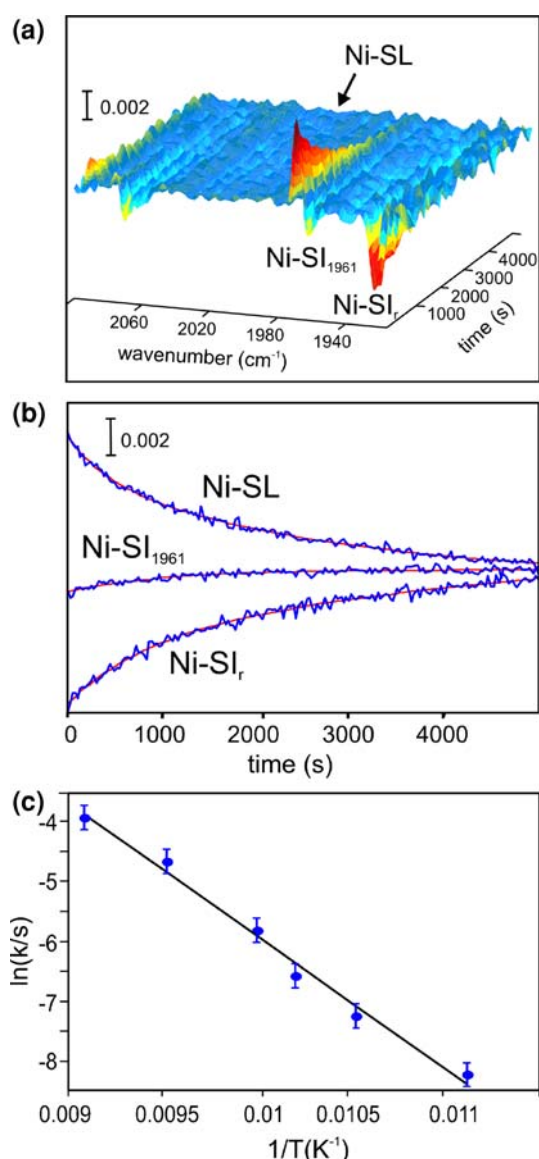 (a)
Ni-SL
0.002
Ni-SI1961
Ni-SIr
2060
2020
1980
1940
wavenumber (cm-1)
1000
2000
3000
4000
time (s)
(b)
0.002
Ni-SL
Ni-SI1961
Ni-SIr
0 1000 2000 3000 4000
time (s)
(c)
-4
-5
-6
-7
-8
ln(k/s)
0.009 0.0095 0.01 0.0105 0.011
1/T(K-1)